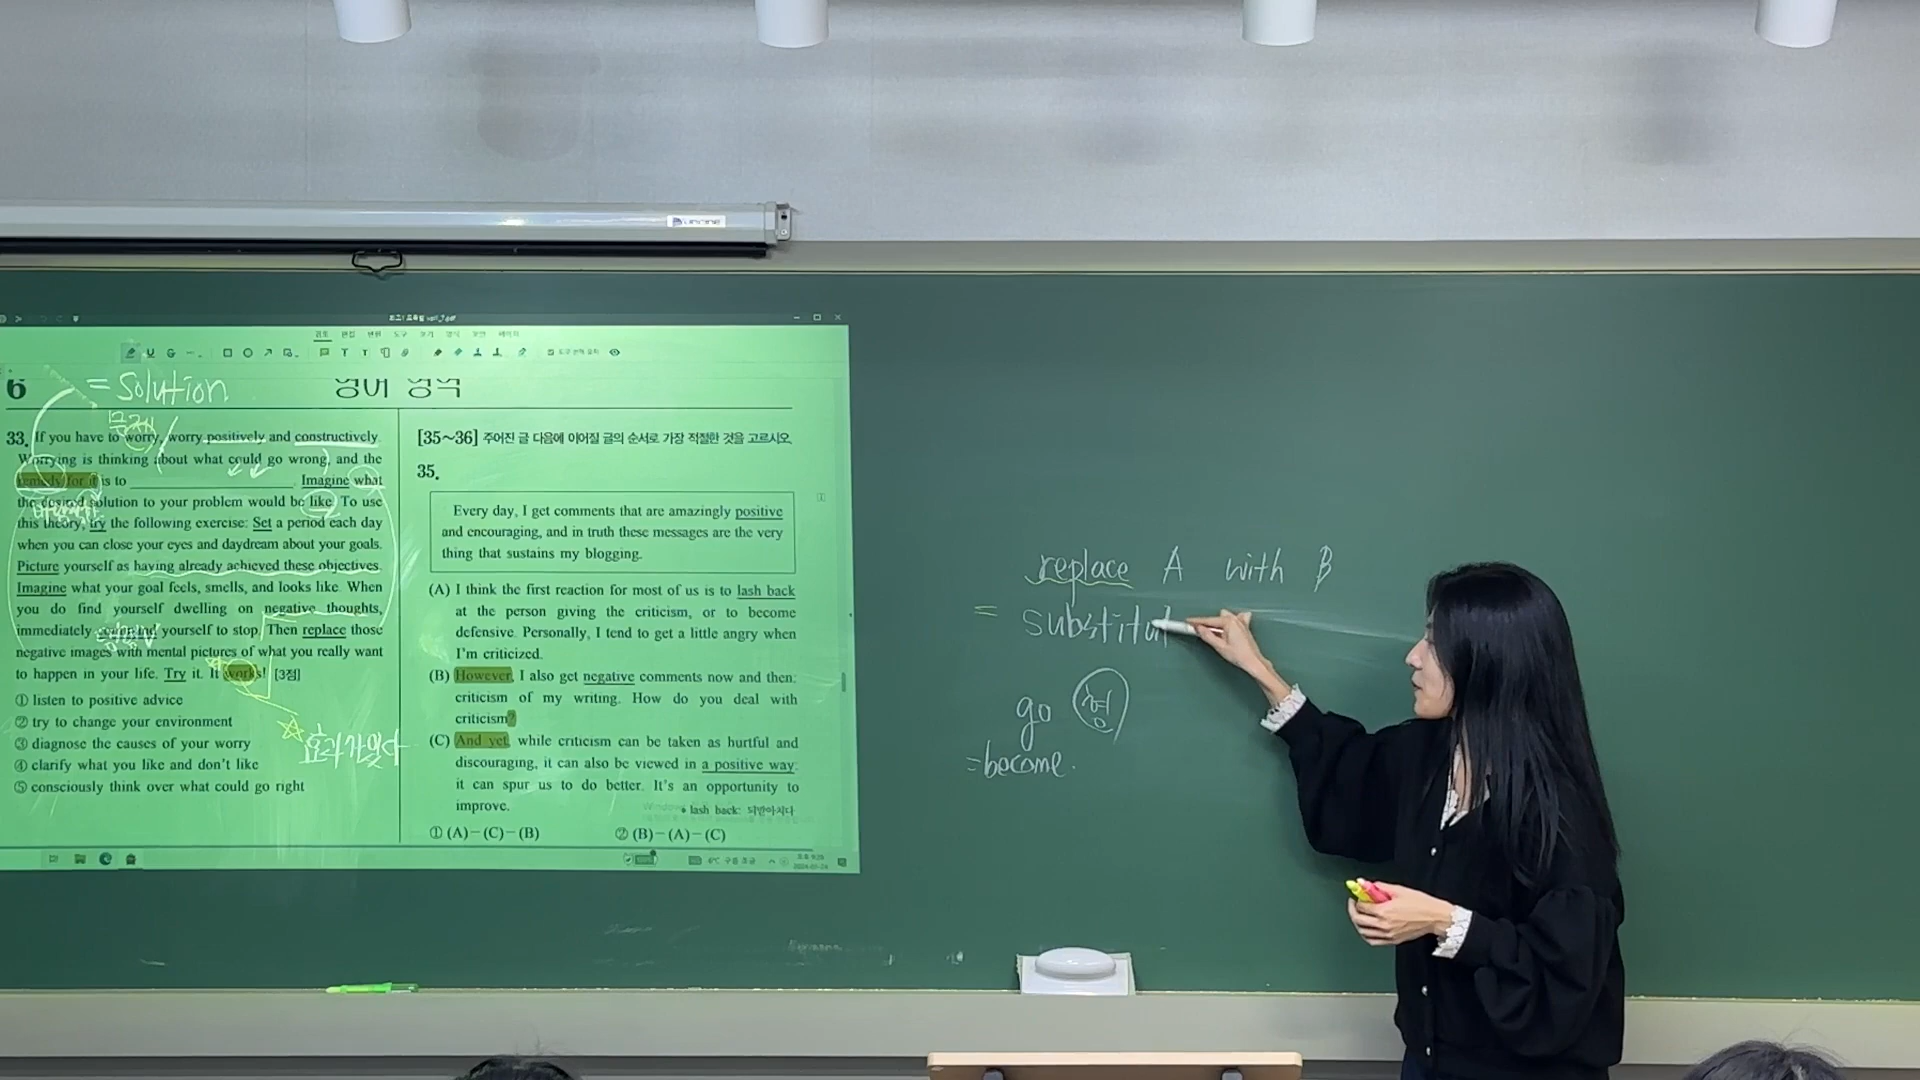 6
= Solution
영어 영역
문제
33. If you have to worry, worry positively and constructively.
Worrying is thinking about what could go wrong, and the
remedy for it is to ____________________. Imagine what
the desired solution to your problem would be like. To use
this theory, try the following exercise: Set a period each day
when you can close your eyes and daydream about your goals.
Picture yourself as having already achieved these objectives.
Imagine what your goal feels, smells, and looks like. When
you do find yourself dwelling on negative thoughts,
immediately yourself to stop. Then replace those
negative images with mental pictures of what you really want
to happen in your life. Try it. It works! [3점]
① listen to positive advice
② try to change your environment
③ diagnose the causes of your worry
④ clarify what you like and don't like
⑤ consciously think over what could go right
효과가있다
[35~36] 주어진 글 다음에 이어질 글의 순서로 가장 적절한 것을 고르시오.
35.
Every day, I get comments that are amazingly positive
and encouraging, and in truth these messages are the very
thing that sustains my blogging.
(A) I think the first reaction for most of us is to lash back
at the person giving the criticism, or to become
defensive. Personally, I tend to get a little angry when
I'm criticized.
(B) However, I also get negative comments now and then:
criticism of my writing. How do you deal with
criticism?
(C) And yet, while criticism can be taken as hurtful and
discouraging, it can also be viewed in a positive way:
it can spur us to do better. It's an opportunity to
improve.
* lash back: 되받아치다
① (A)-(C)-(B) ② (B)-(A)-(C)
replace A with B
= substitut
go 형
= become.